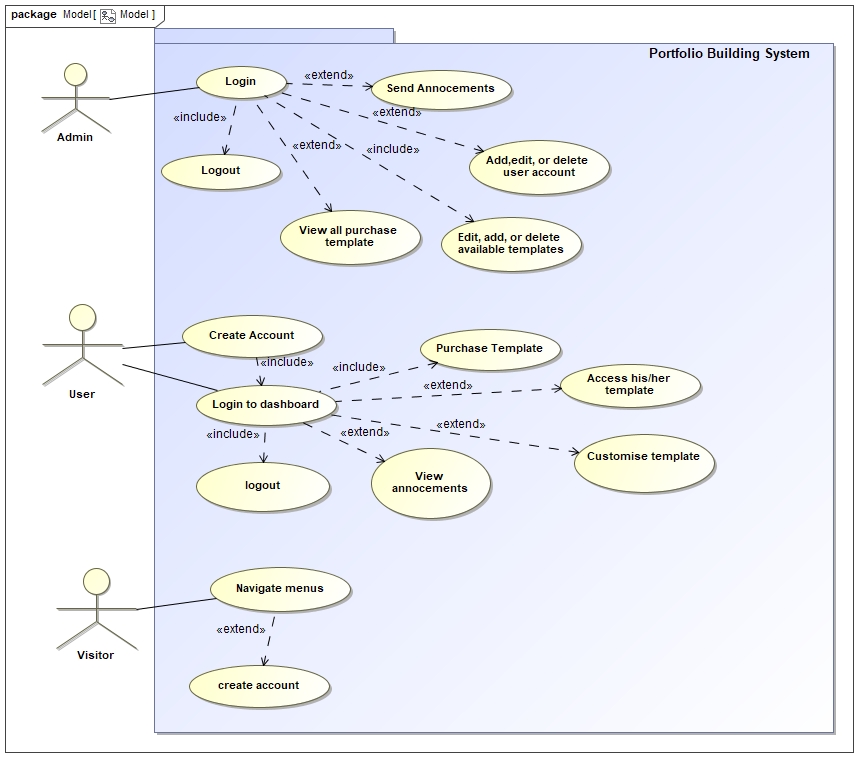 package Model[ Model ]
Portfolio Building System
Login
«extend»
Send Annocements
Admin
«include»
«extend»
Logout
«extend»
«include»
Add,edit, or delete
user account
View all purchase
template
Edit, add, or delete
available templates
User
Create Account
«include»
Purchase Template
«include»
Login to dashboard
«extend»
Access his/her
template
«include»
«extend»
«extend»
Customise template
logout
View
annocements
Visitor
Navigate menus
«extend»
create account